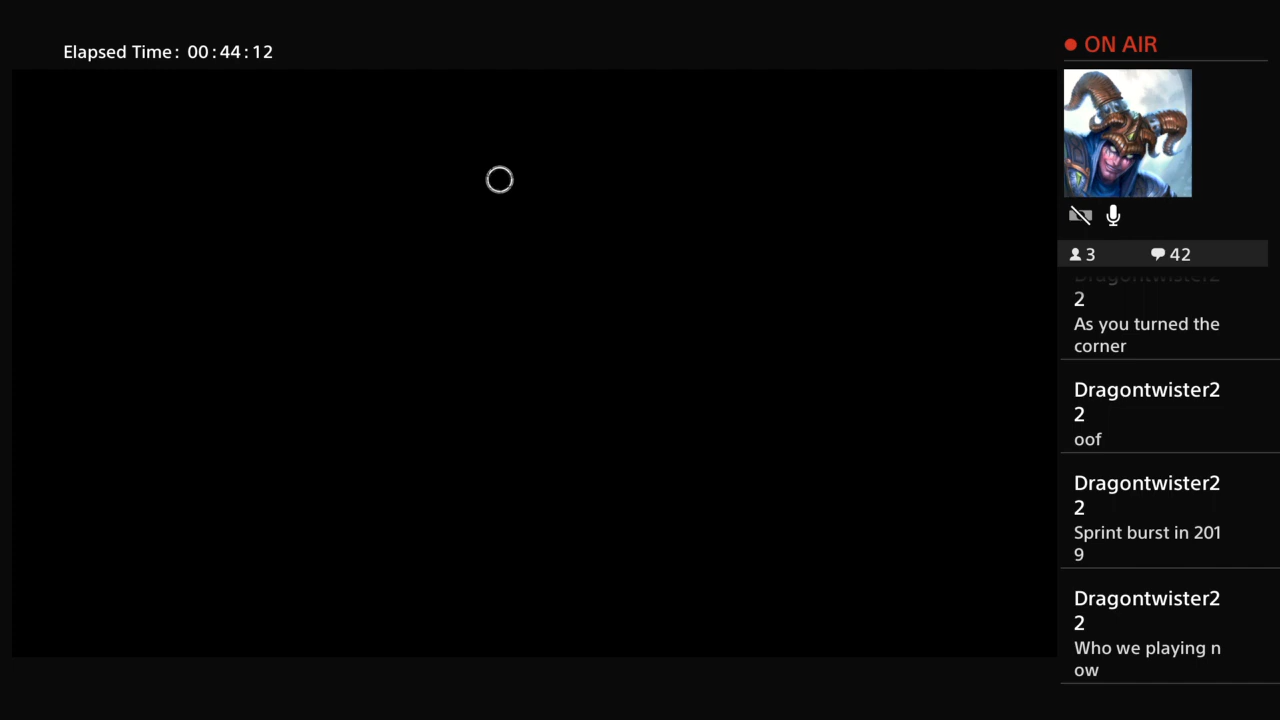 Elapsed Time: 00:44:12
ON AIR
3 42
Dragontwister2
2
As you turned the
corner
Dragontwister2
2
oof
Dragontwister2
2
Sprint burst in 201
9
Dragontwister2
2
Who we playing n
ow